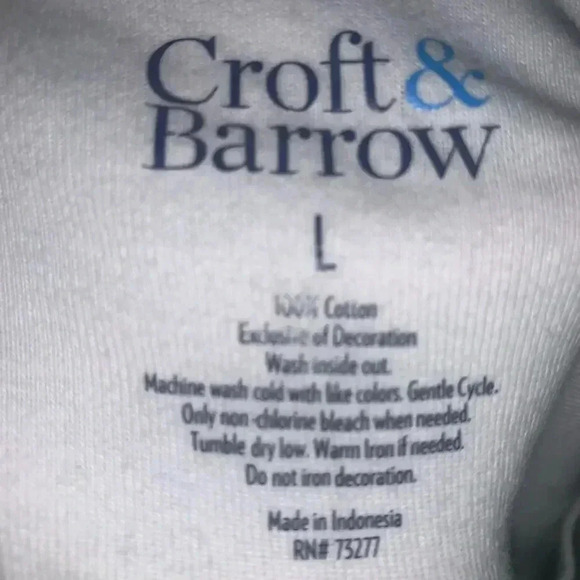 Croft &
Barrow
L
100% Cotton
Exclusive of Decoration
Wash inside out.
Machine wash cold with like colors. Gentle Cycle.
Only non-chlorine bleach when needed.
Tumble dry low. Warm Iron if needed.
Do not iron decoration.
Made in Indonesia
RN# 73277